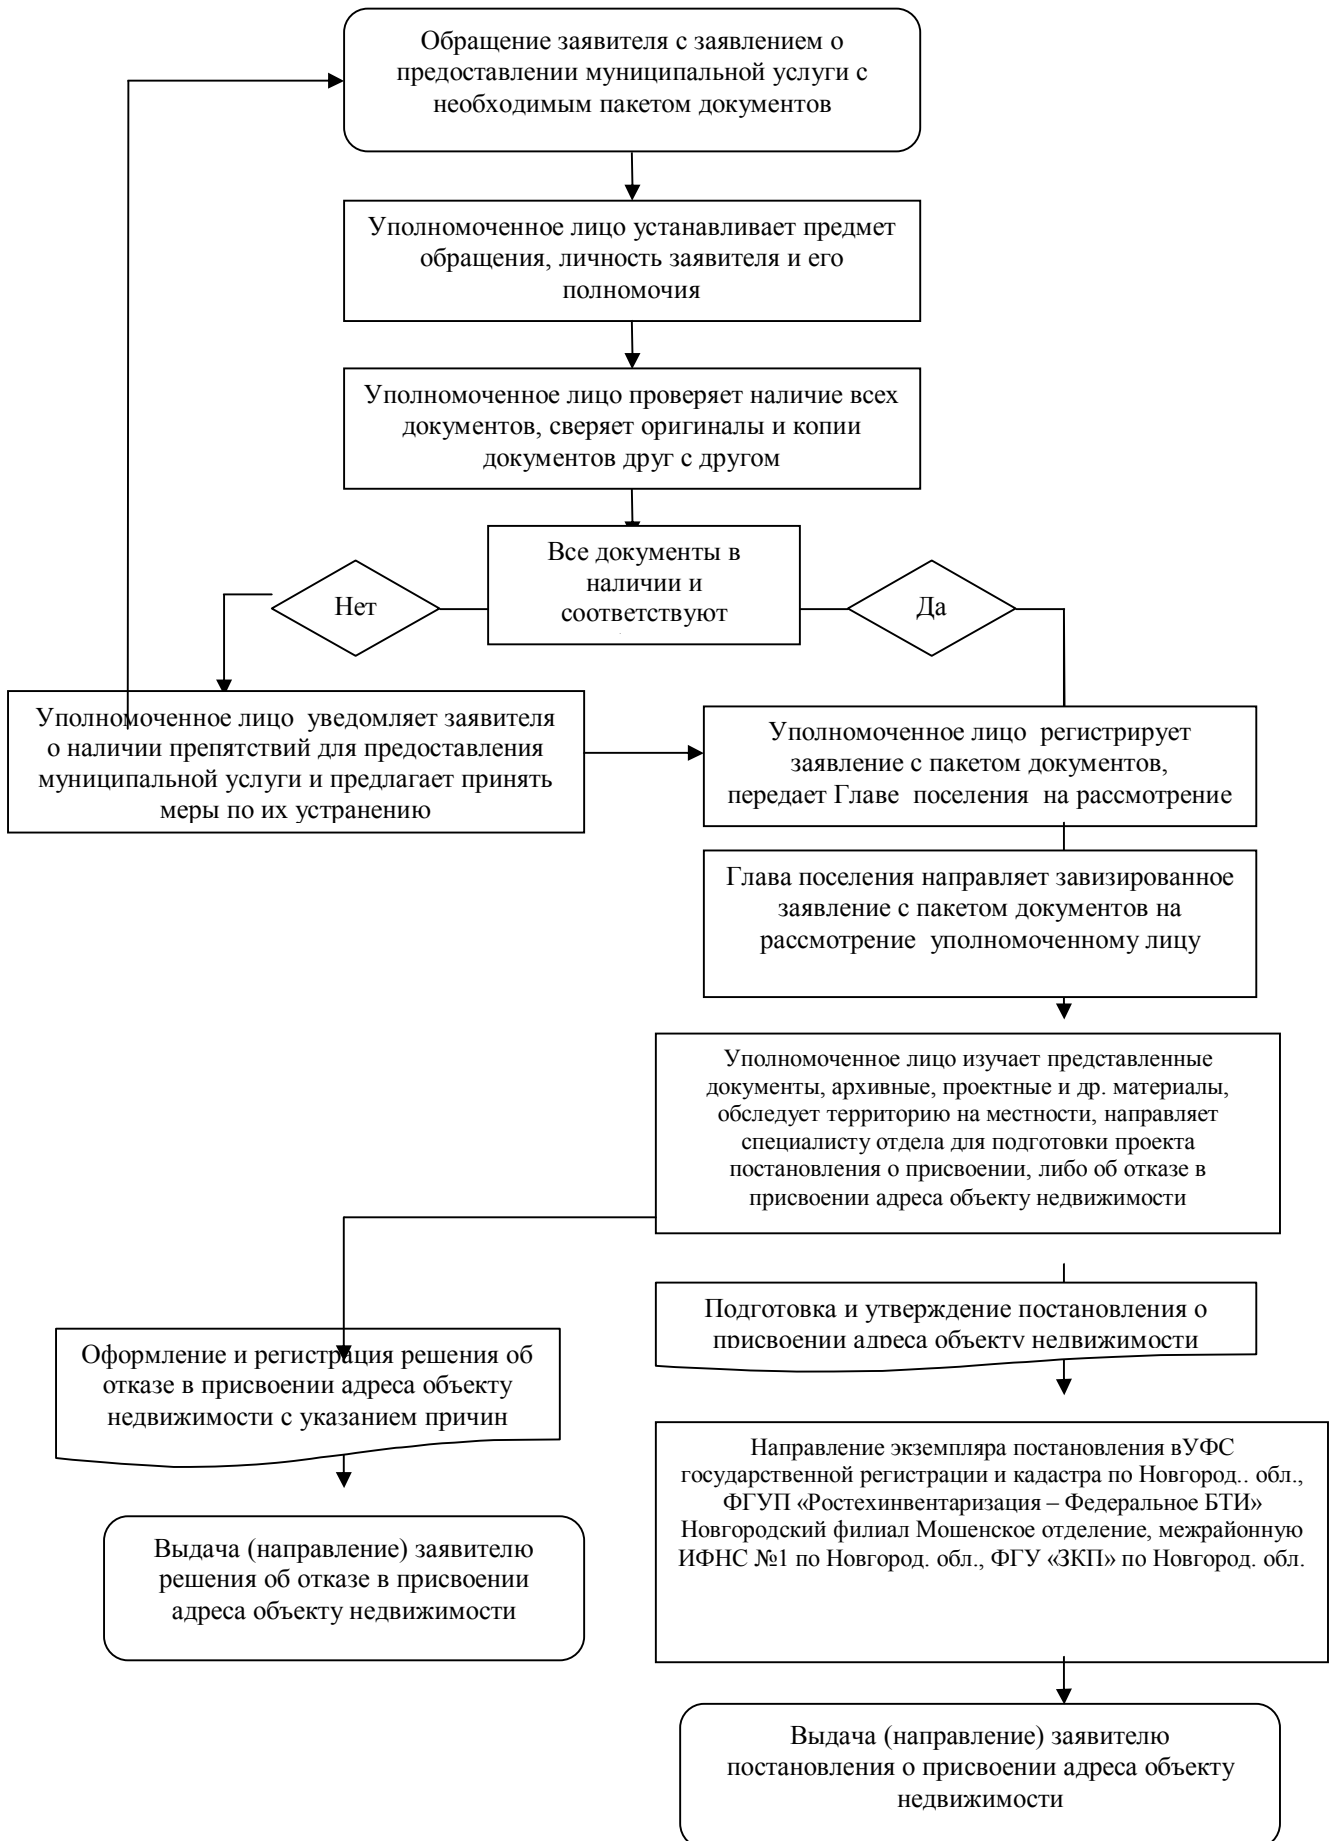 Обращение заявителя с заявлением о
предоставлении муниципальной услуги с
необходимым пакетом документов
Уполномоченное лицо устанавливает предмет
обращения, личность заявителя и его
полномочия
Уполномоченное лицо проверяет наличие всех
документов, сверяет оригиналы и копии
документов друг с другом
Все документы в
наличии и
соответствуют
Нет
Да
Уполномоченное лицо уведомляет заявителя
о наличии препятствий для предоставления
муниципальной услуги и предлагает принять
меры по их устранению
Уполномоченное лицо регистрирует
заявление с пакетом документов,
передает Главе поселения на рассмотрение
Глава поселения направляет завизированное
заявление с пакетом документов на
рассмотрение уполномоченному лицу
Уполномоченное лицо изучает представленные
документы, архивные, проектные и др. материалы,
обследует территорию на местности, направляет
специалисту отдела для подготовки проекта
постановления о присвоении, либо об отказе в
присвоении адреса объекту недвижимости
Подготовка и утверждение постановления о
присвоении адреса объекту недвижимости
Оформление и регистрация решения об
отказе в присвоении адреса объекту
недвижимости с указанием причин
Направление экземпляра постановления вУФС
государственной регистрации и кадастра по Новгород.. обл.,
ФГУП «Ростехинвентаризация – Федеральное БТИ»
Новгородский филиал Мошенское отделение, межрайонную
ИФНС №1 по Новгород. обл., ФГУ «ЗКП» по Новгород. обл.
Выдача (направление) заявителю
решения об отказе в присвоении
адреса объекту недвижимости
Выдача (направление) заявителю
постановления о присвоении адреса объекту
недвижимости